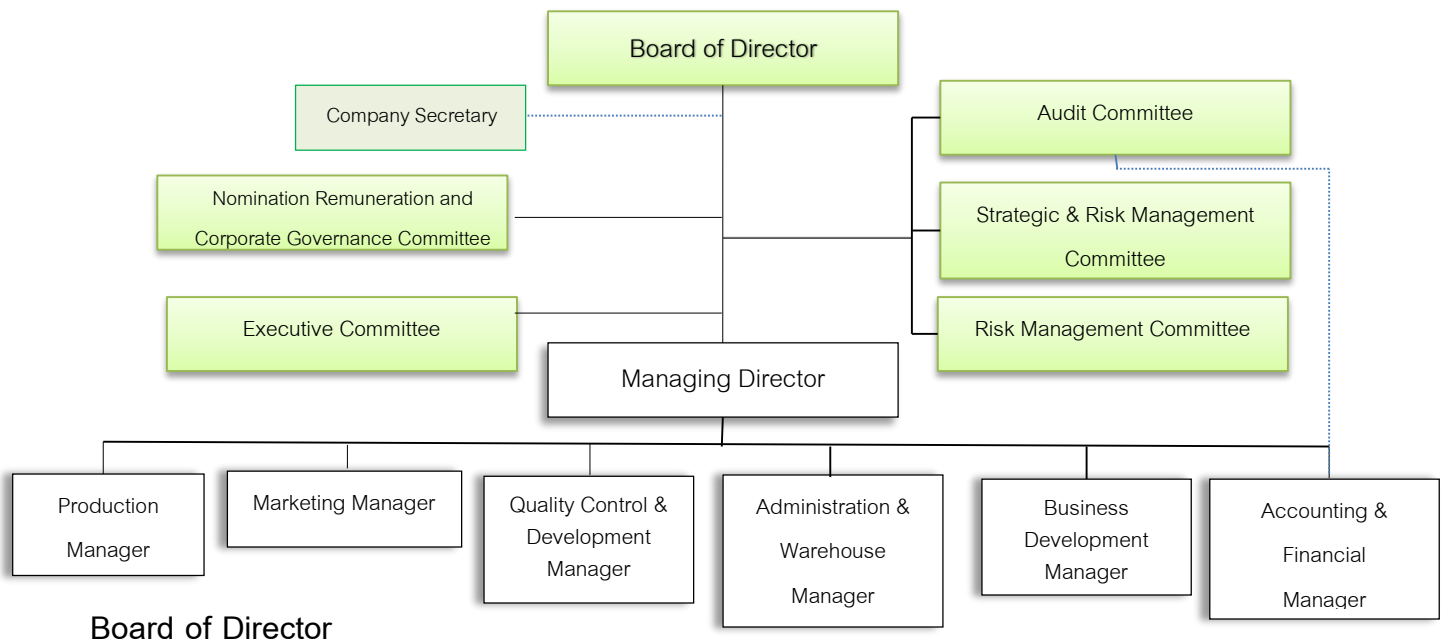 Board of Director
Company Secretary
Audit Committee
Nomination Remuneration and
Corporate Governance Committee
Strategic & Risk Management
Committee
Executive Committee
Risk Management Committee
Managing Director
Production
Manager
Marketing Manager
Quality Control &
Development
Manager
Administration &
Warehouse
Manager
Business
Development
Manager
Accounting &
Financial
Manager
Board of Director